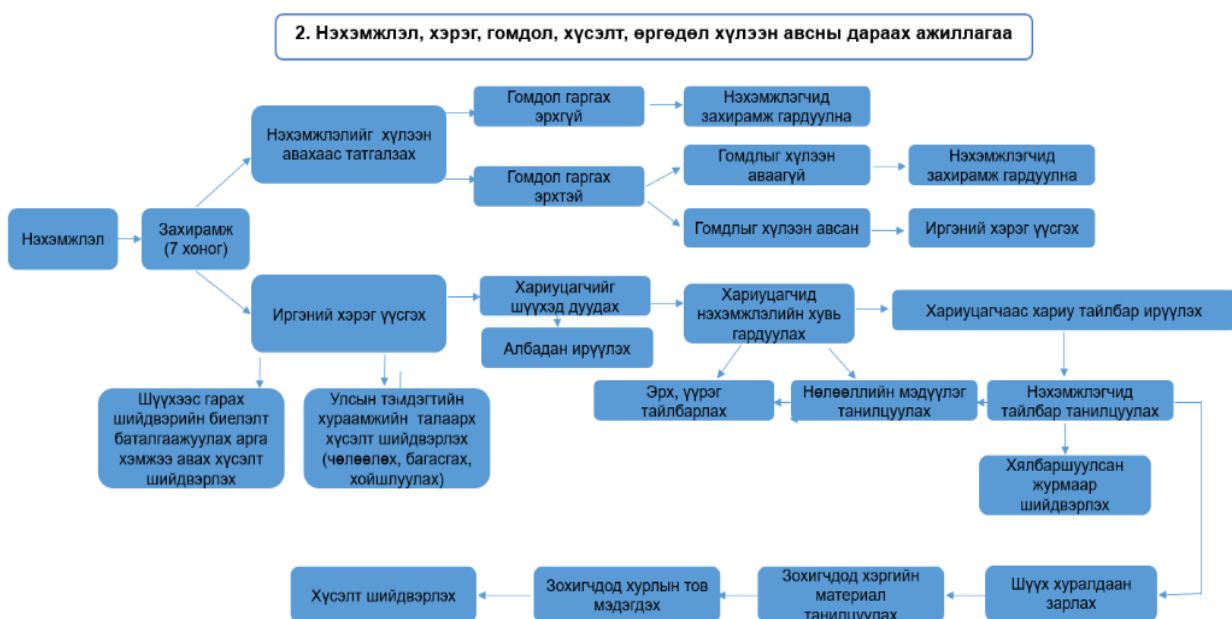 2. Нэхэмжлэл, хэрэг, гомдол, хүсэлт, өргөдөл хүлээн авсны дараах ажиллагаа
Гомдол гаргах
эрхгүй
Нэхэмжлэгчид
захирамж гардуулна
Нэхэмжлэлийг хүлээн
авахаас татгалзах
Гомдол гаргах
эрхтэй
Гомдлыг хүлээн
аваагүй
Нэхэмжлэгчид
захирамж гардуулна
Гомдлыг хүлээн авсан
Иргэний хэрэг үүсгэх
Нэхэмжлэл
Захирамж
(7 хоног)
Иргэний хэрэг үүсгэх
Хариуцагчийг
шүүхэд дуудах
Хариуцагчид
нэхэмжлэлийн хувь
гардуулах
Хариуцагчаас хариу тайлбар ирүүлэх
Албадан ирүүлэх
Шүүхээс гарах
шийдвэрийн биелэлт
баталгаажуулах арга
хэмжээ авах хүсэлт
шийдвэрлэх
Улсын тэмдэгтийн
хураамжийн талаарх
хүсэлт шийдвэрлэх
(чөлөөлөх, багасгах,
хойшлуулах)
Эрх, үүрэг
тайлбарлах
Нөлөөллийн мэдүүлэг
танилцуулах
Нэхэмжлэгчид
тайлбар танилцуулах
Хялбаршуулсан
журмаар
шийдвэрлэх
Хүсэлт шийдвэрлэх
Зохигчдод хурлын тов
мэдэгдэх
Зохигчдод хэргийн
материал
танилцуулах
Шүүх хуралдаан
зарлах